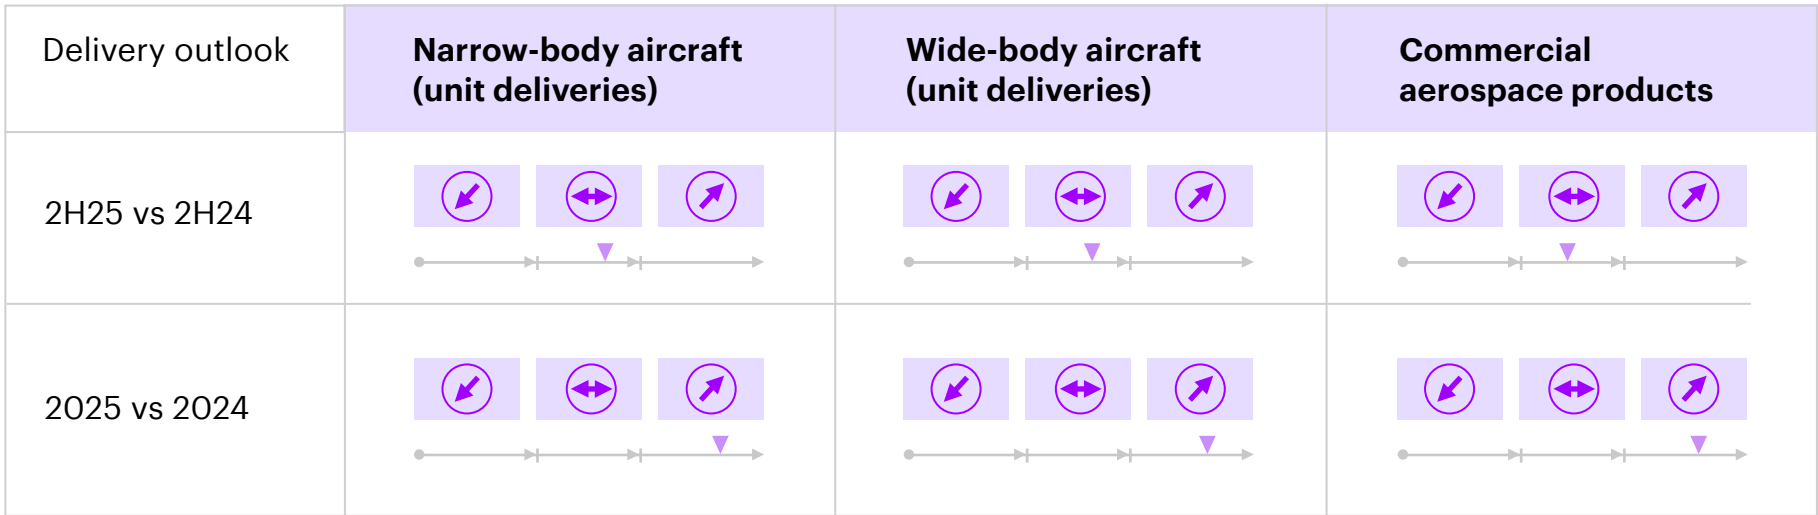 Delivery outlook
Narrow-body aircraft
(unit deliveries)
Wide-body aircraft
(unit deliveries)
Commercial
aerospace products
2H25 vs 2H24
2025 vs 2024